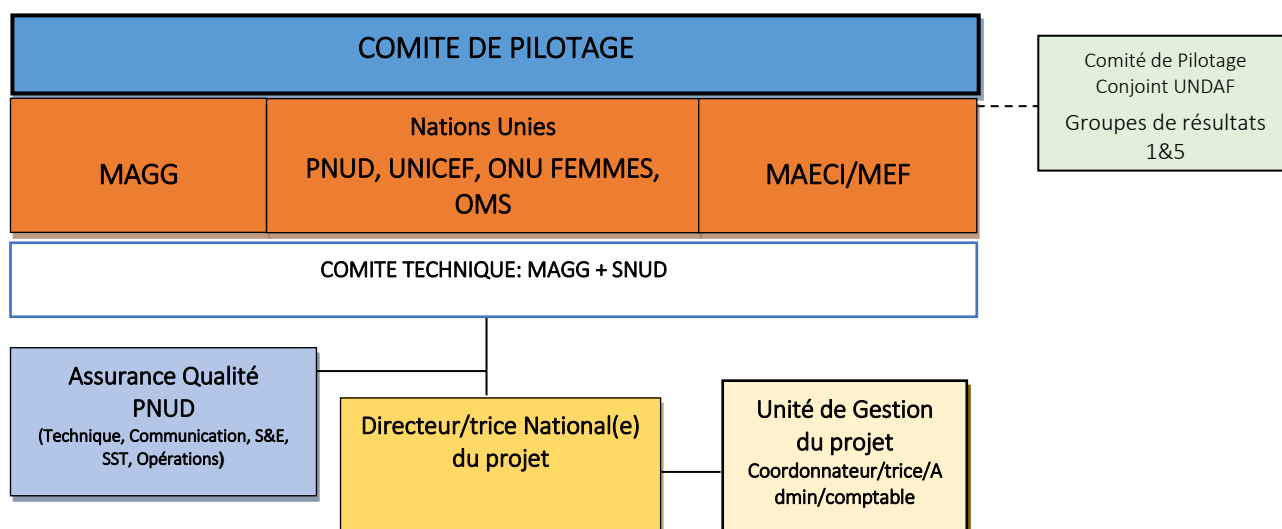 COMITE DE PILOTAGE
Comité de Pilotage
Conjoint UNDAF
Groupes de résultats
1&5
MAGG
Nations Unies
PNUD, UNICEF, ONU FEMMES,
OMS
MAECI/MEF
COMITE TECHNIQUE: MAGG + SNUD
Assurance Qualité
PNUD
(Technique, Communication, S&E,
SST, Opérations)
Directeur/trice National(e)
du projet
Unité de Gestion
du projet
Coordonnateur/trice/A
dmin/comptable